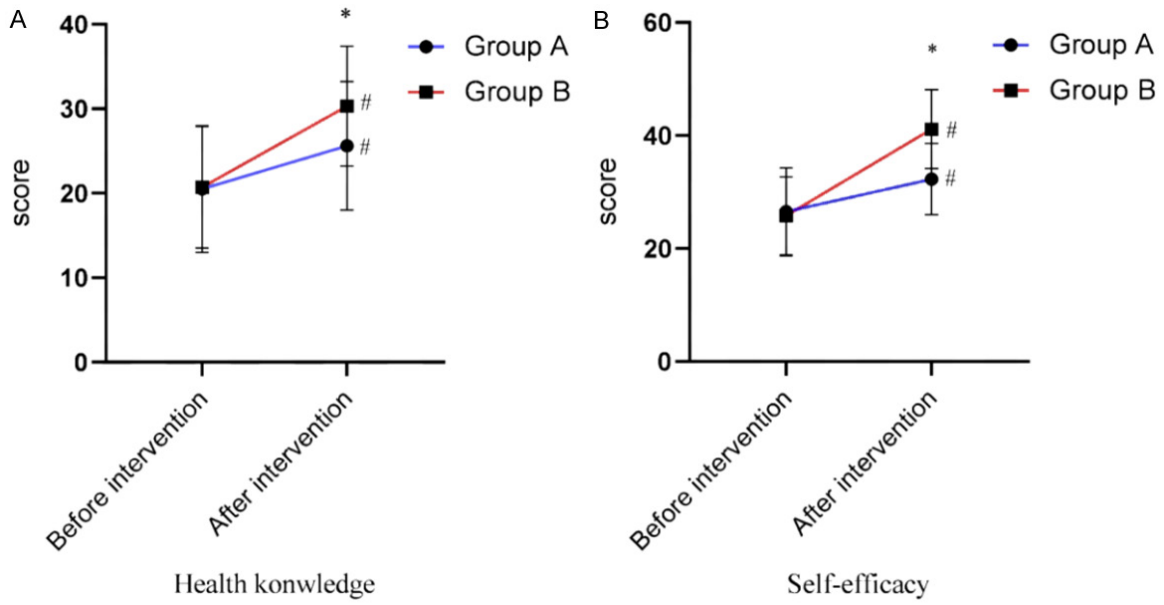 A
score
40
30
20
10
0
*
#
#
Group A
Group B
Before intervention
After intervention
Health konwledge
B
score
60
40
20
0
*
#
#
Group A
Group B
Before intervention
After intervention
Self-efficacy